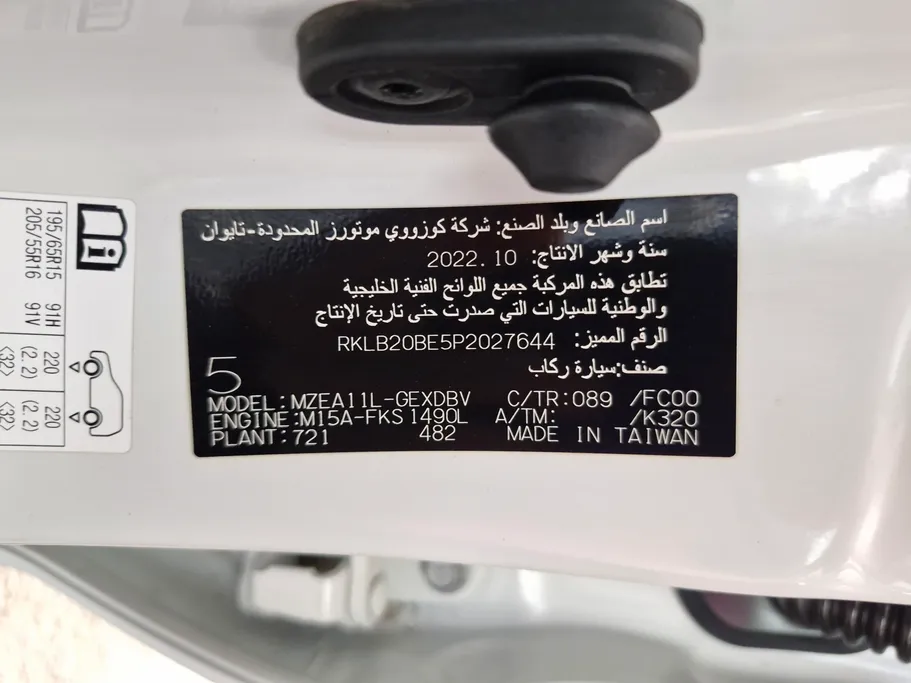 اسم الصانع وبلد الصنع: شركة كوزووي موتورز المحدودة-تايوان
سنة وشهر الانتاج: 2022.10
تطابق هذه المركبة جميع اللوائح الفنية الخليجية
والوطنية للسيارات التي صدرت حتى تاريخ الإنتاج
الرقم المميز: RKLB20BE5P2027644
صنف:سيارة ركاب
5
MODEL:MZEA11L-GEXDBV C/TR:089 /FC00
ENGINE:M15A-FKS 1490L A/TM: /K320
PLANT:721 482 MADE IN TAIWAN
195/65R15 91H 220 (2.2) <32> 220 (2.2) <32>
205/55R16 91V